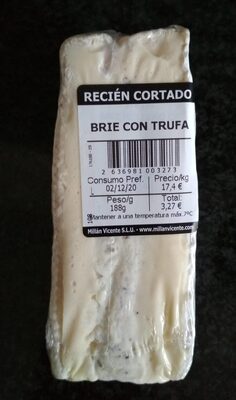 RECIÉN CORTADO
BRIE CON TRUFA
2 636981 003273
Consumo Pref. Precio/kg
02/12/20 17,4 €
Peso/g Total:
188g 3,27 €
Mantener a una temperatura máx.
Millán Vicente S.L.U. - www.millanvicente.com